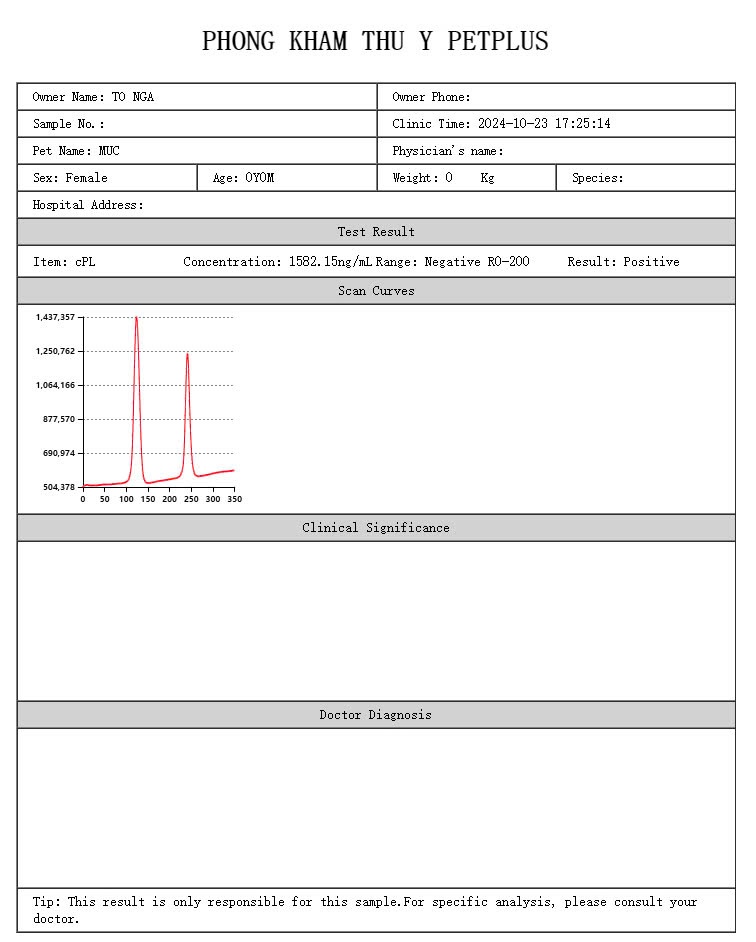 PHONG KHAM THU Y PETPLUS
Owner Name: TO NGA Owner Phone:
Sample No.: Clinic Time: 2024-10-23 17:25:14
Pet Name: MUC Physician's name:
Sex: Female Age: 0Y0M Weight: 0 Kg Species:
Hospital Address:
Test Result
Item: cPL Concentration: 1582.15ng/mL Range: Negative R0-200 Result: Positive
Scan Curves
1,437,357
1,250,762
1,064,166
877,570
690,974
504,378
0 50 100 150 200 250 300 350
Clinical Significance
Doctor Diagnosis
Tip: This result is only responsible for this sample.For specific analysis, please consult your
doctor.